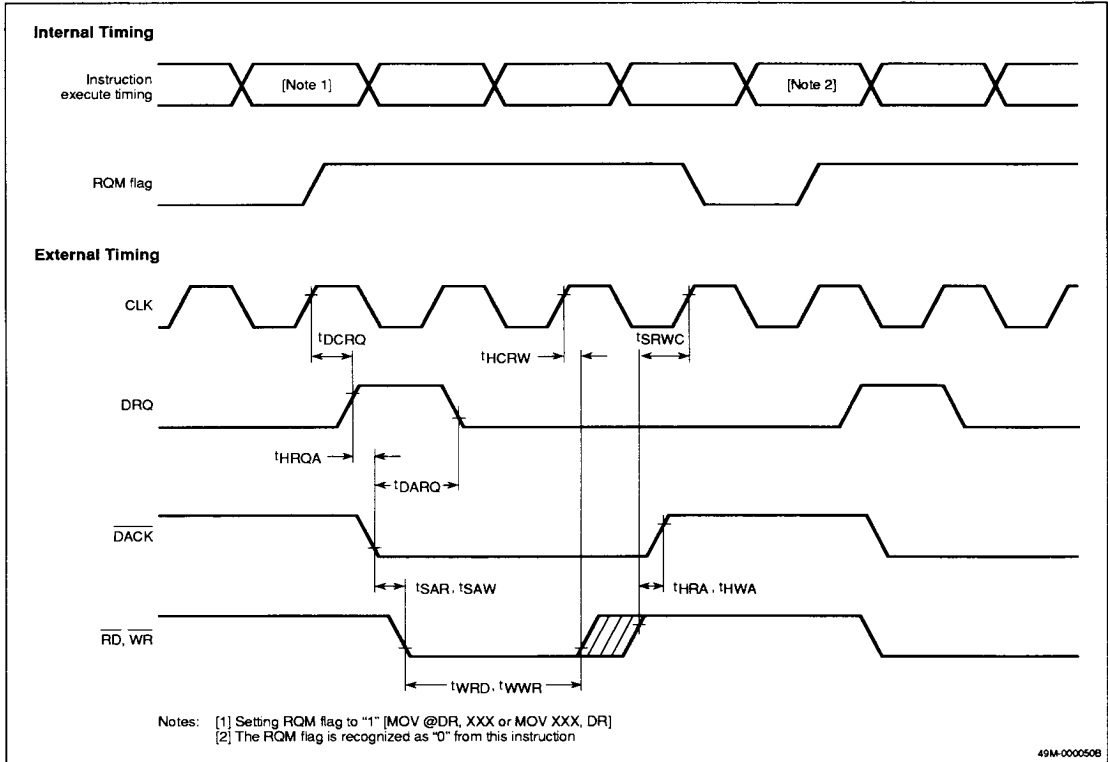 Internal Timing
Instruction
execute timing
[Note 1]
[Note 2]
RQM flag
External Timing
CLK
tDCRQ
tHCRW
tSRWC
DRQ
tHRQA
tDARQ
DACK
tSAR, tSAW
tHRA, tHWA
RD, WR
tWRD, tWWR
Notes: [1] Setting RQM flag to “1” [MOV @DR, XXX or MOV XXX, DR]
[2] The RQM flag is recognized as “0” from this instruction
49M-000050B